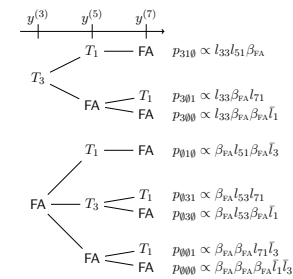 y^{(3)} y^{(5)} y^{(7)}
T_1 FA p_{31∅} ∝ l_{33}l_{51}β_{FA}
T_3
T_1 p_{3∅1} ∝ l_{33}β_{FA}l_{71}
FA
FA p_{3∅∅} ∝ l_{33}β_{FA}β_{FA}l̄_1
T_1 FA p_{∅1∅} ∝ β_{FA}l_{51}β_{FA}l̄_3
T_1 p_{∅31} ∝ β_{FA}l_{53}l_{71}
FA T_3
FA p_{∅3∅} ∝ β_{FA}l_{53}β_{FA}l̄_1
T_1 p_{∅∅1} ∝ β_{FA}β_{FA}l_{71}l̄_3
FA
FA p_{∅∅∅} ∝ β_{FA}β_{FA}β_{FA}l̄_1l̄_3